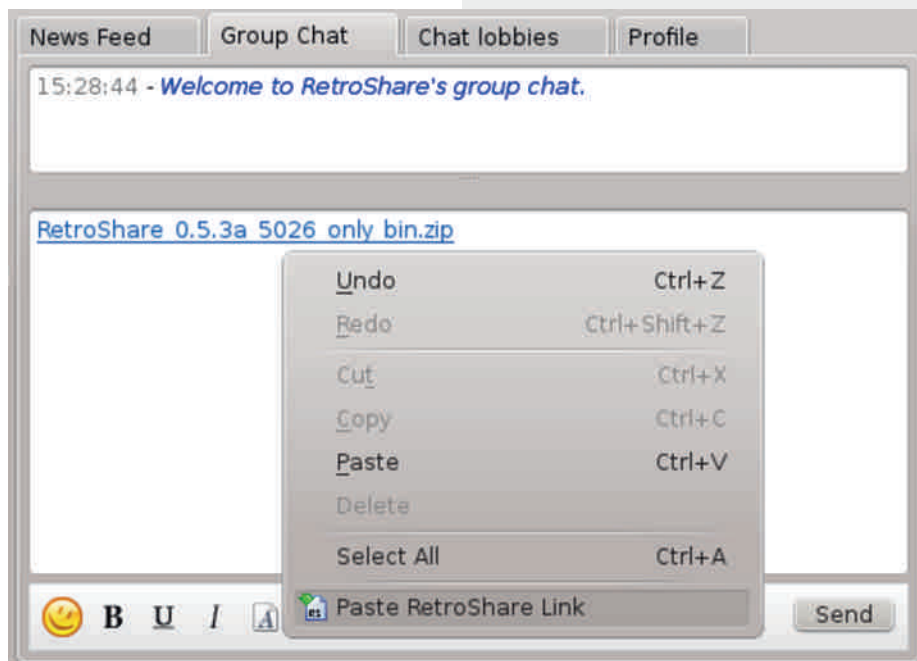 News Feed Group Chat Chat lobbies Profile
15:28:44 - Welcome to RetroShare's group chat.
RetroShare_0.5.3a_5026_only_bin.zip
Undo Ctrl+Z
Redo Ctrl+Shift+Z
Cut Ctrl+X
Copy Ctrl+C
Paste Ctrl+V
Delete
Select All Ctrl+A
Paste RetroShare Link
B U I A Send